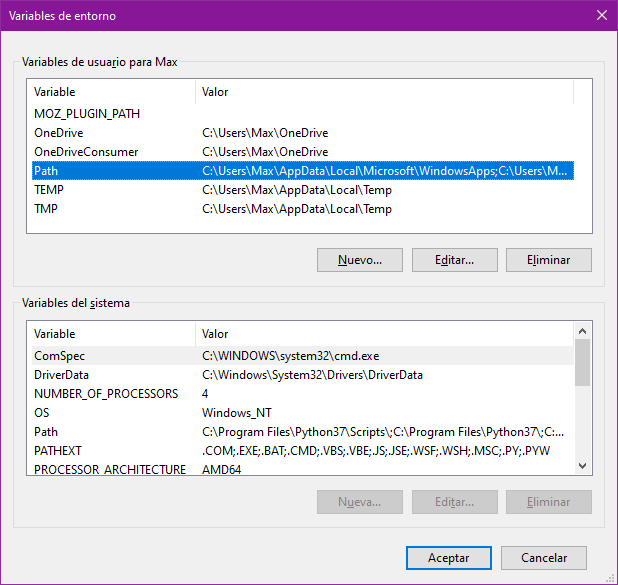 Variables de entorno
Variables de usuario para Max
Variable Valor
MOZ_PLUGIN_PATH
OneDrive C:\Users\Max\OneDrive
OneDriveConsumer C:\Users\Max\OneDrive
Path C:\Users\Max\AppData\Local\Microsoft\WindowsApps;C:\Users\M...
TEMP C:\Users\Max\AppData\Local\Temp
TMP C:\Users\Max\AppData\Local\Temp
Nuevo... Editar... Eliminar
Variables del sistema
Variable Valor
ComSpec C:\WINDOWS\system32\cmd.exe
DriverData C:\Windows\System32\Drivers\DriverData
NUMBER_OF_PROCESSORS 4
OS Windows_NT
Path C:\Program Files\Python37\Scripts\;C:\Program Files\Python37\;C:...
PATHEXT .COM;.EXE;.BAT;.CMD;.VBS;.VBE;.JS;.JSE;.WSF;.WSH;.MSC;.PY;.PYW
PROCESSOR_ARCHITECTURE AMD64
Nueva... Editar... Eliminar
Aceptar Cancelar